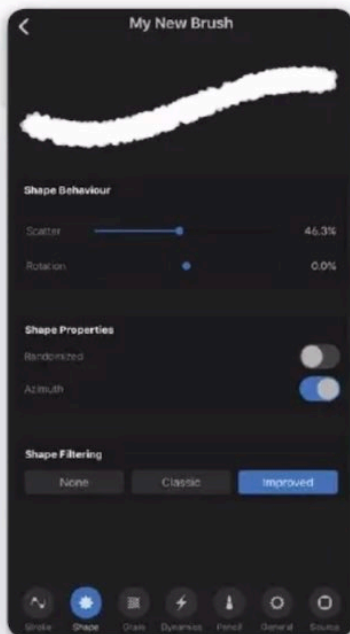 My New Brush
Shape Behaviour
Scatter 46.3%
Rotation 0.0%
Shape Properties
Randomized
Azimuth
Shape Filtering
None Classic Improved
Stroke Shape Grain Dynamics Pencil General Source